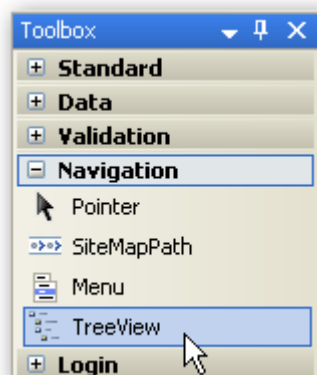 Toolbox
Standard
Data
Validation
Navigation
Pointer
SiteMapPath
Menu
TreeView
Login